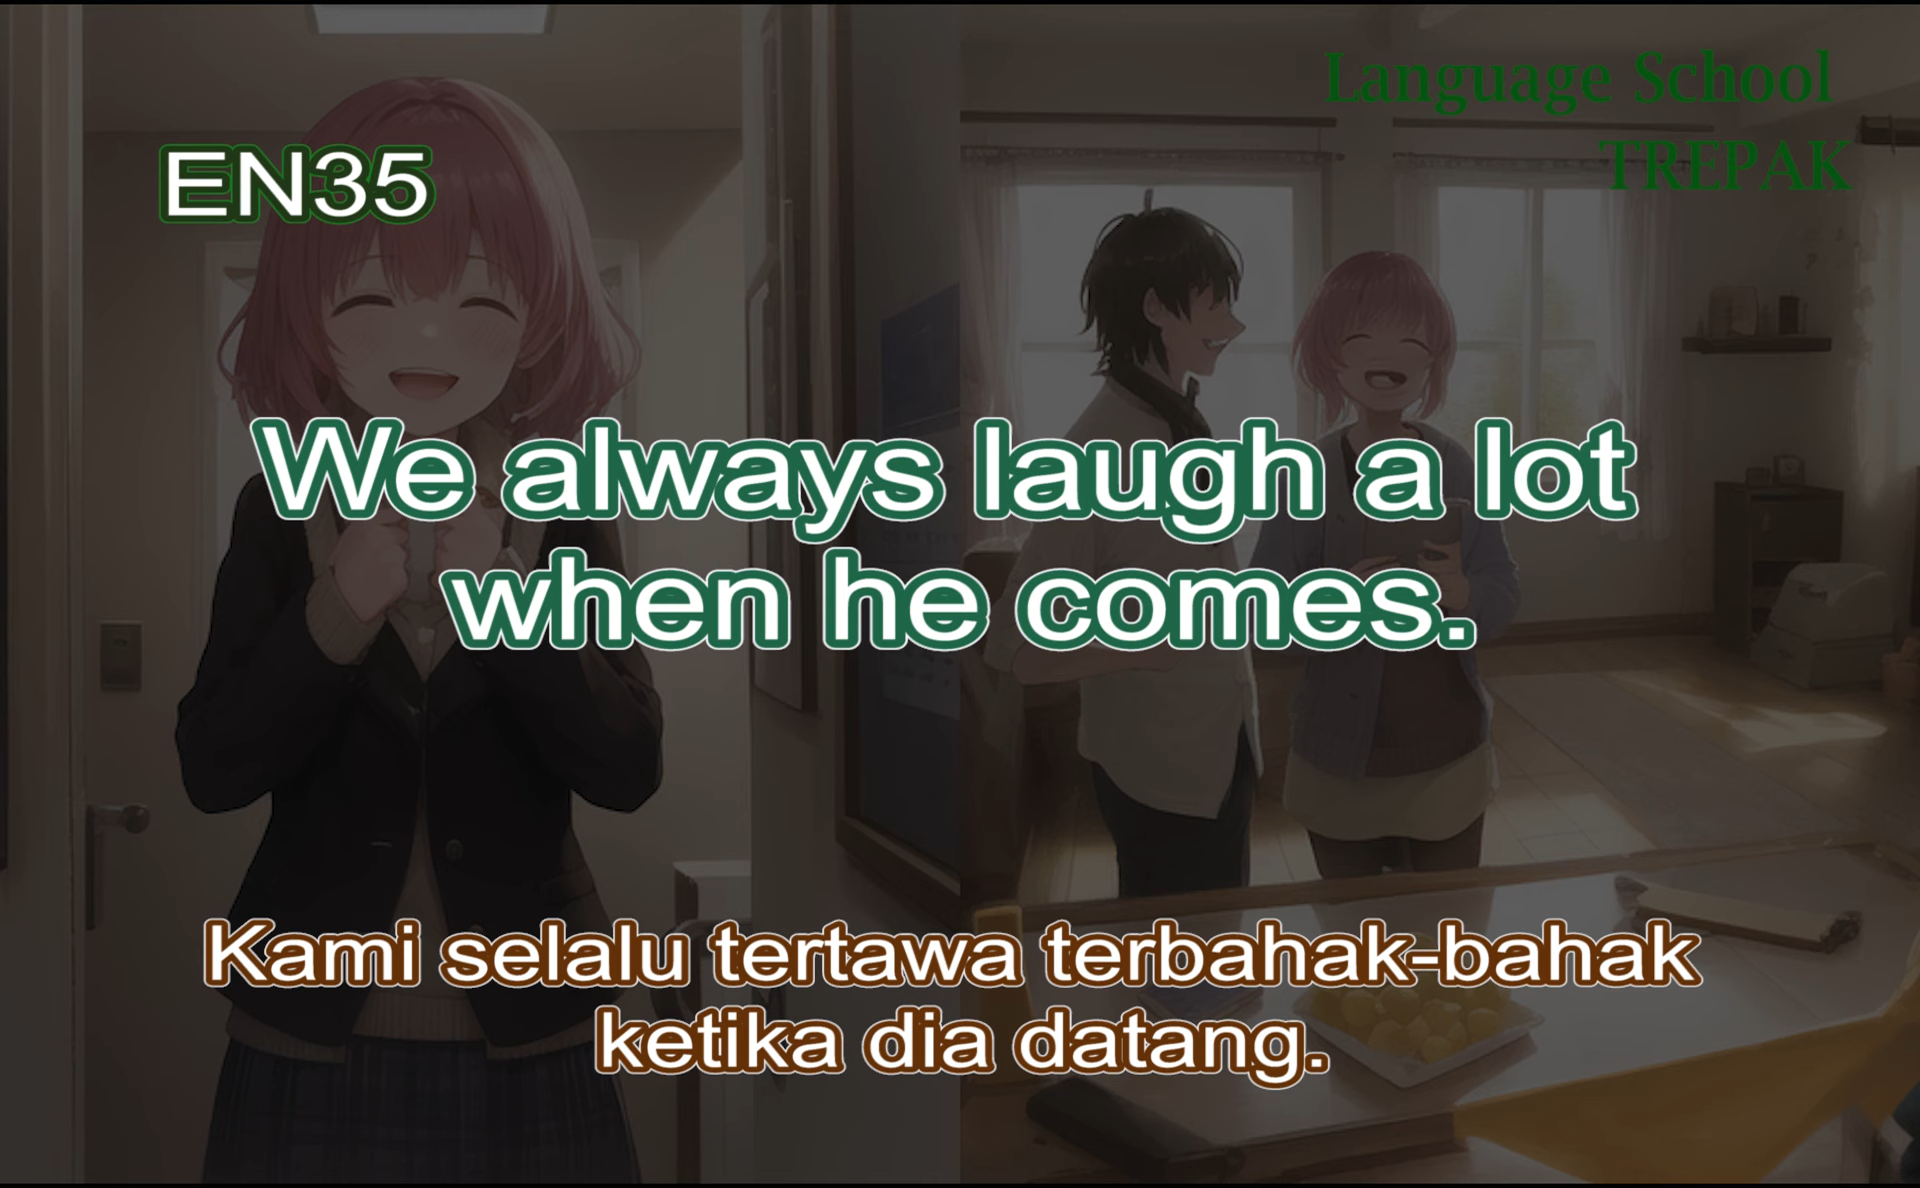 Language School
TREPAK
EN35
We always laugh a lot
when he comes.
Kami selalu tertawa terbahak-bahak
ketika dia datang.